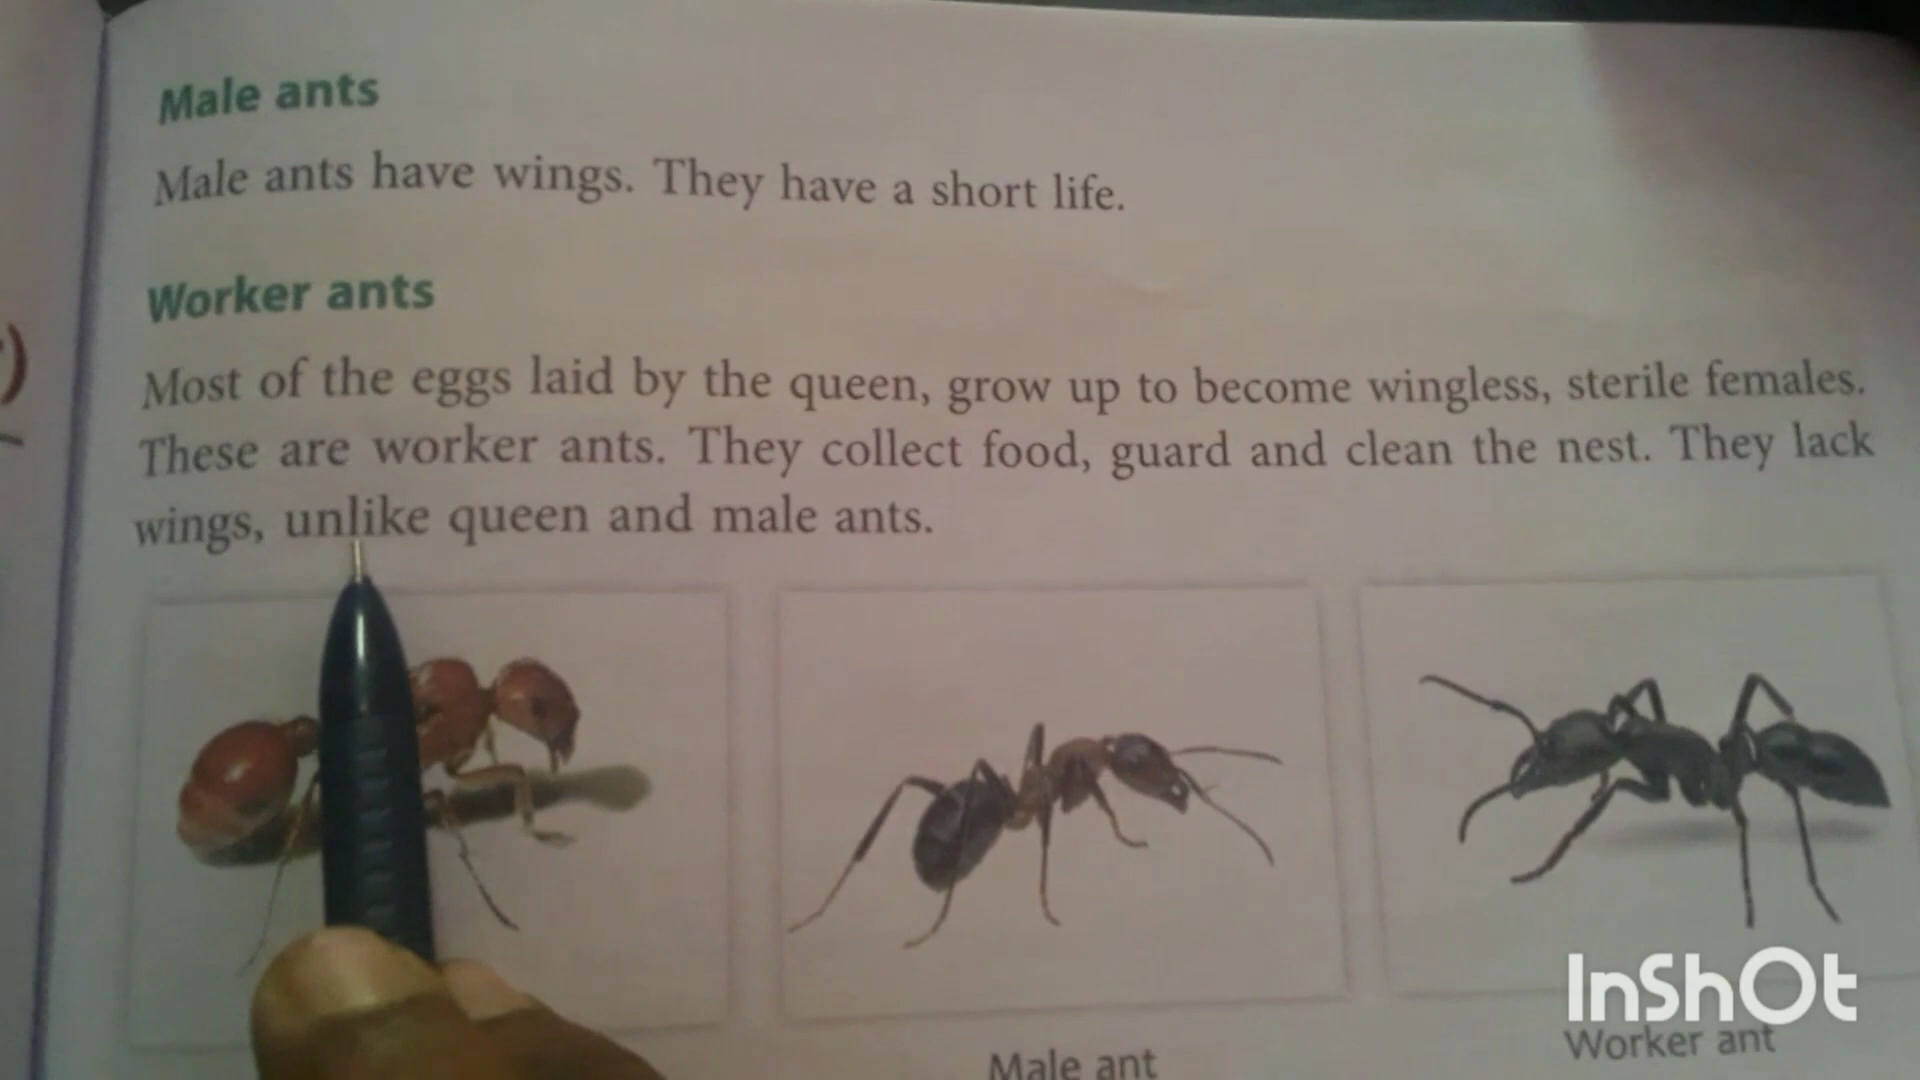 Male ants
Male ants have wings. They have a short life.
Worker ants
Most of the eggs laid by the queen, grow up to become wingless, sterile females.
These are worker ants. They collect food, guard and clean the nest. They lack
wings, unlike queen and male ants.
InShOt
Male ant
Worker ant